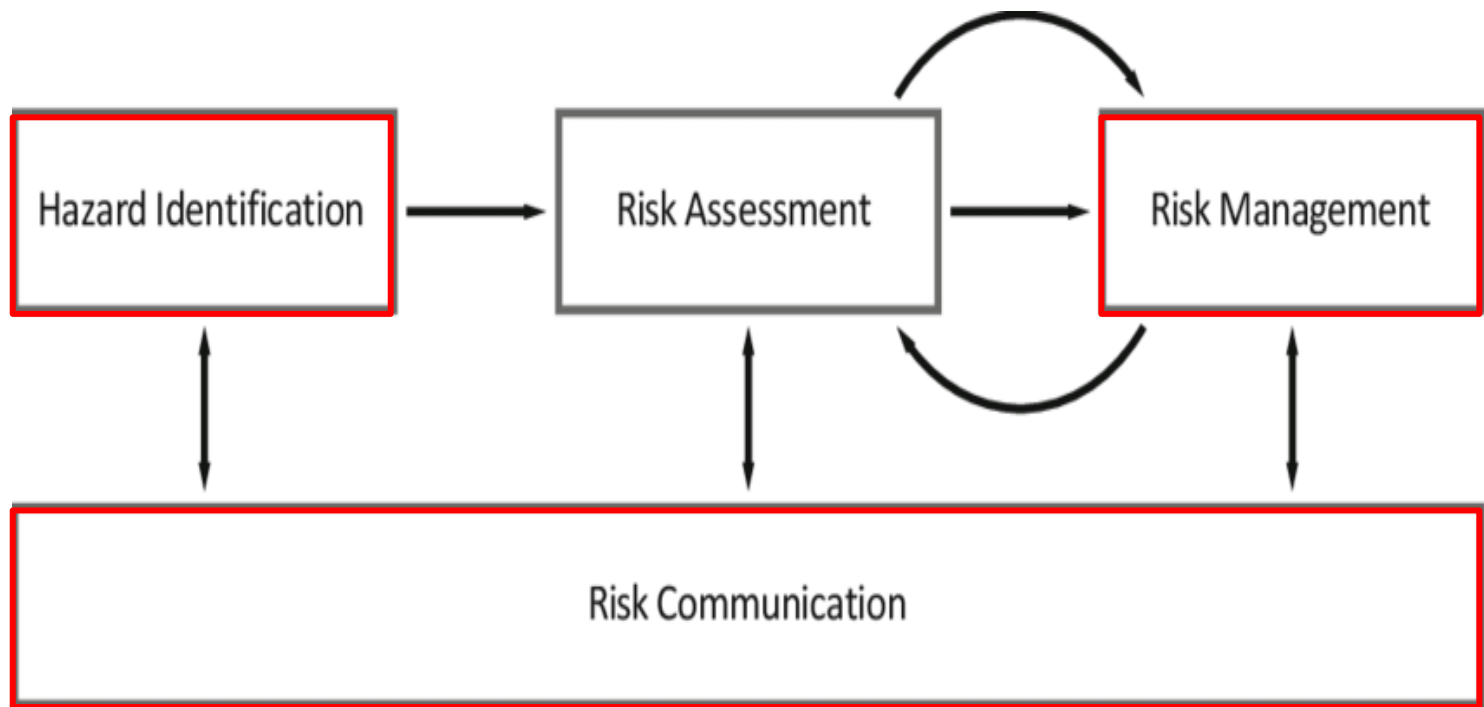 Hazard Identification
Risk Assessment
Risk Management
Risk Communication